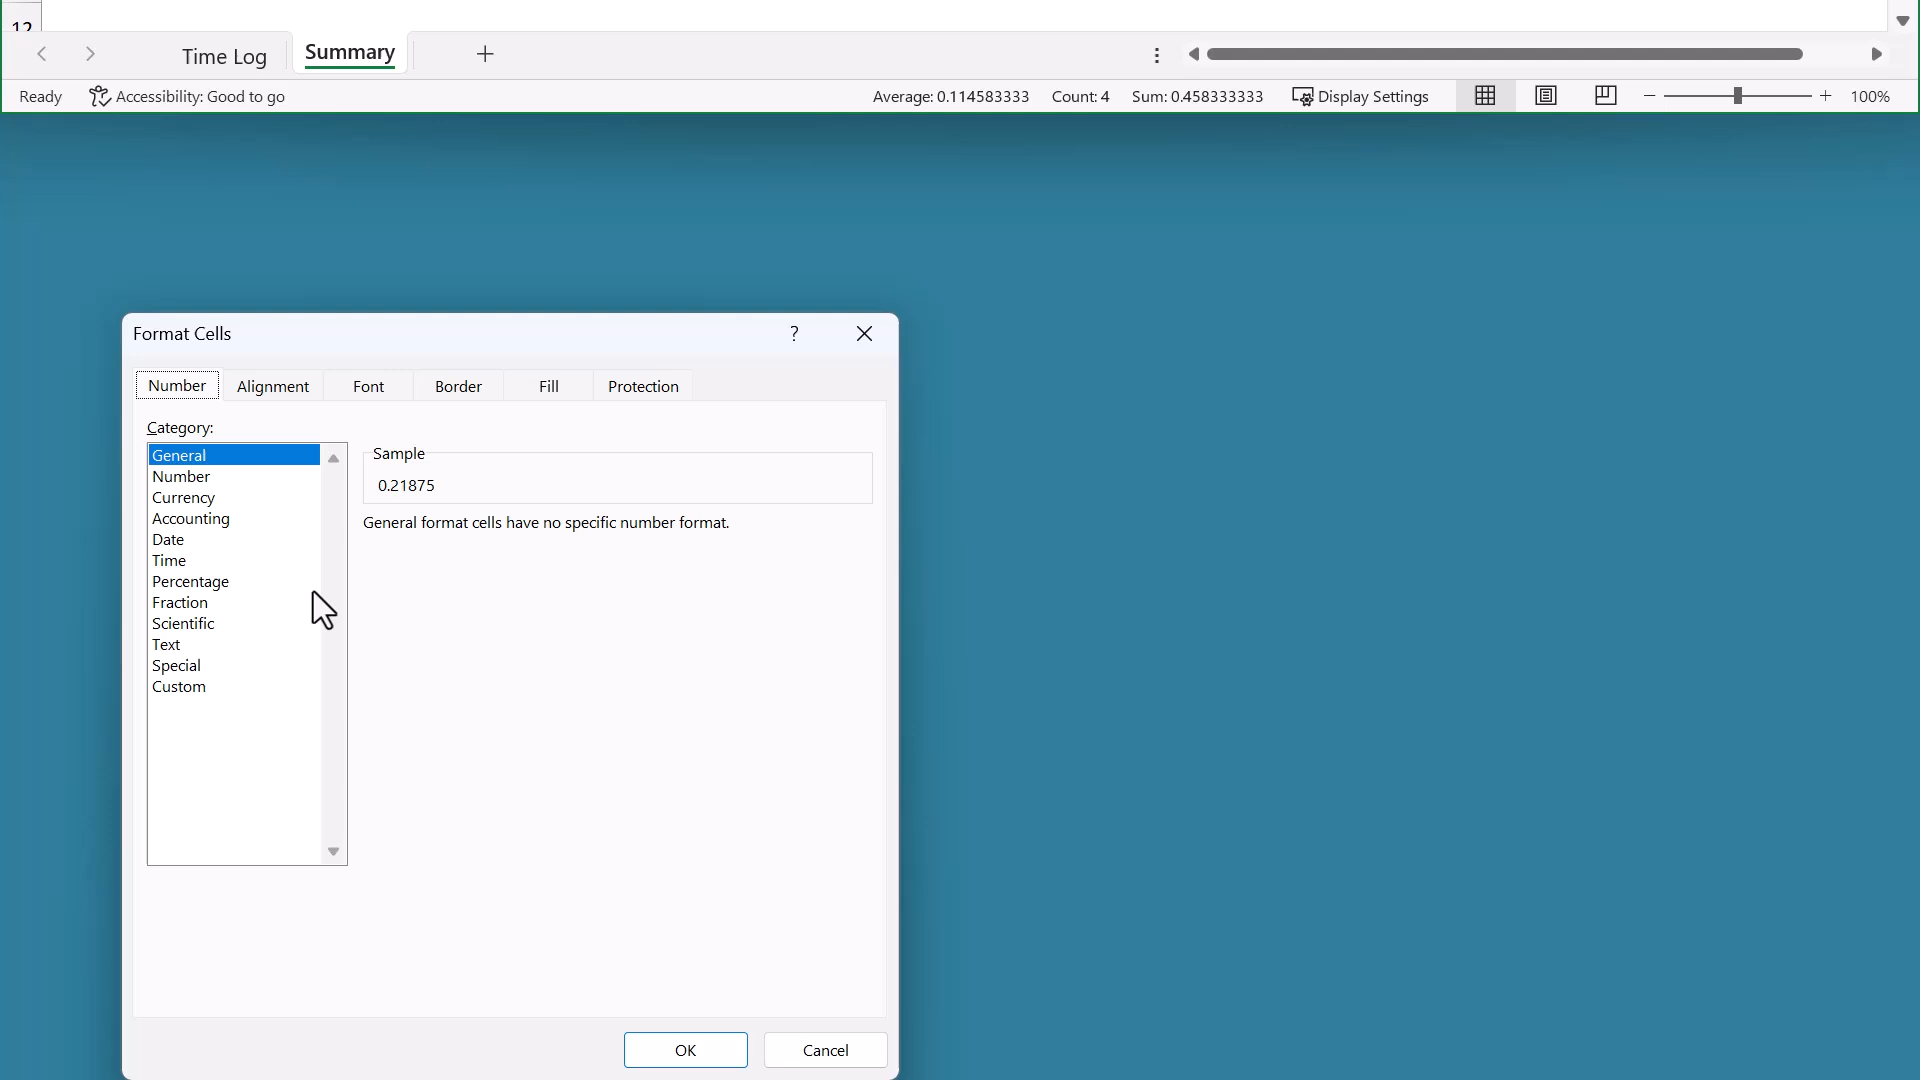 12
Time Log Summary +
Ready Accessibility: Good to go Average: 0.114583333 Count: 4 Sum: 0.458333333 Display Settings − + 100%
Format Cells ?
Number Alignment Font Border Fill Protection
Category:
General
Number
Currency
Accounting
Date
Time
Percentage
Fraction
Scientific
Text
Special
Custom
Sample
0.21875
General format cells have no specific number format.
OK Cancel